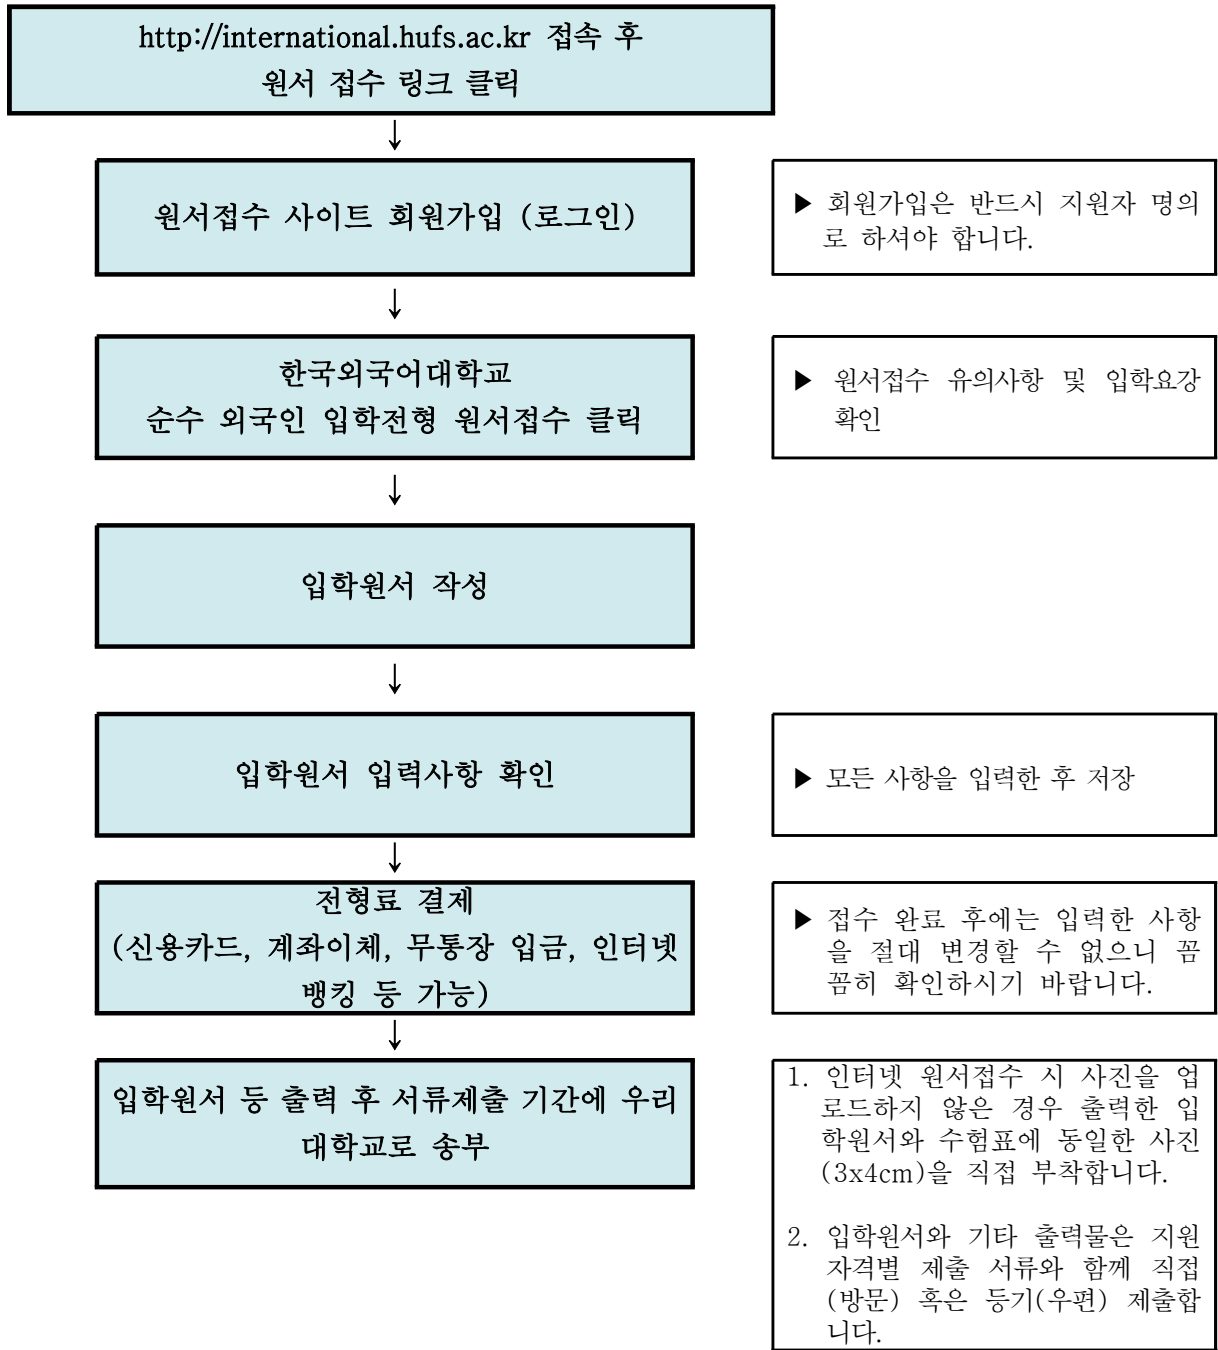 http://international.hufs.ac.kr 접속 후
원서 접수 링크 클릭
↓
원서접수 사이트 회원가입 (로그인)
▶ 회원가입은 반드시 지원자 명의
로 하셔야 합니다.
↓
한국외국어대학교
순수 외국인 입학전형 원서접수 클릭
▶ 원서접수 유의사항 및 입학요강
확인
↓
입학원서 작성
↓
입학원서 입력사항 확인
▶ 모든 사항을 입력한 후 저장
↓
전형료 결제
(신용카드, 계좌이체, 무통장 입금, 인터넷
뱅킹 등 가능)
▶ 접수 완료 후에는 입력한 사항
을 절대 변경할 수 없으니 꼼
꼼히 확인하시기 바랍니다.
↓
입학원서 등 출력 후 서류제출 기간에 우리
대학교로 송부
1. 인터넷 원서접수 시 사진을 업
로드하지 않은 경우 출력한 입
학원서와 수험표에 동일한 사진
(3x4cm)을 직접 부착합니다.
2. 입학원서와 기타 출력물은 지원
자격별 제출 서류와 함께 직접
(방문) 혹은 등기(우편) 제출합
니다.